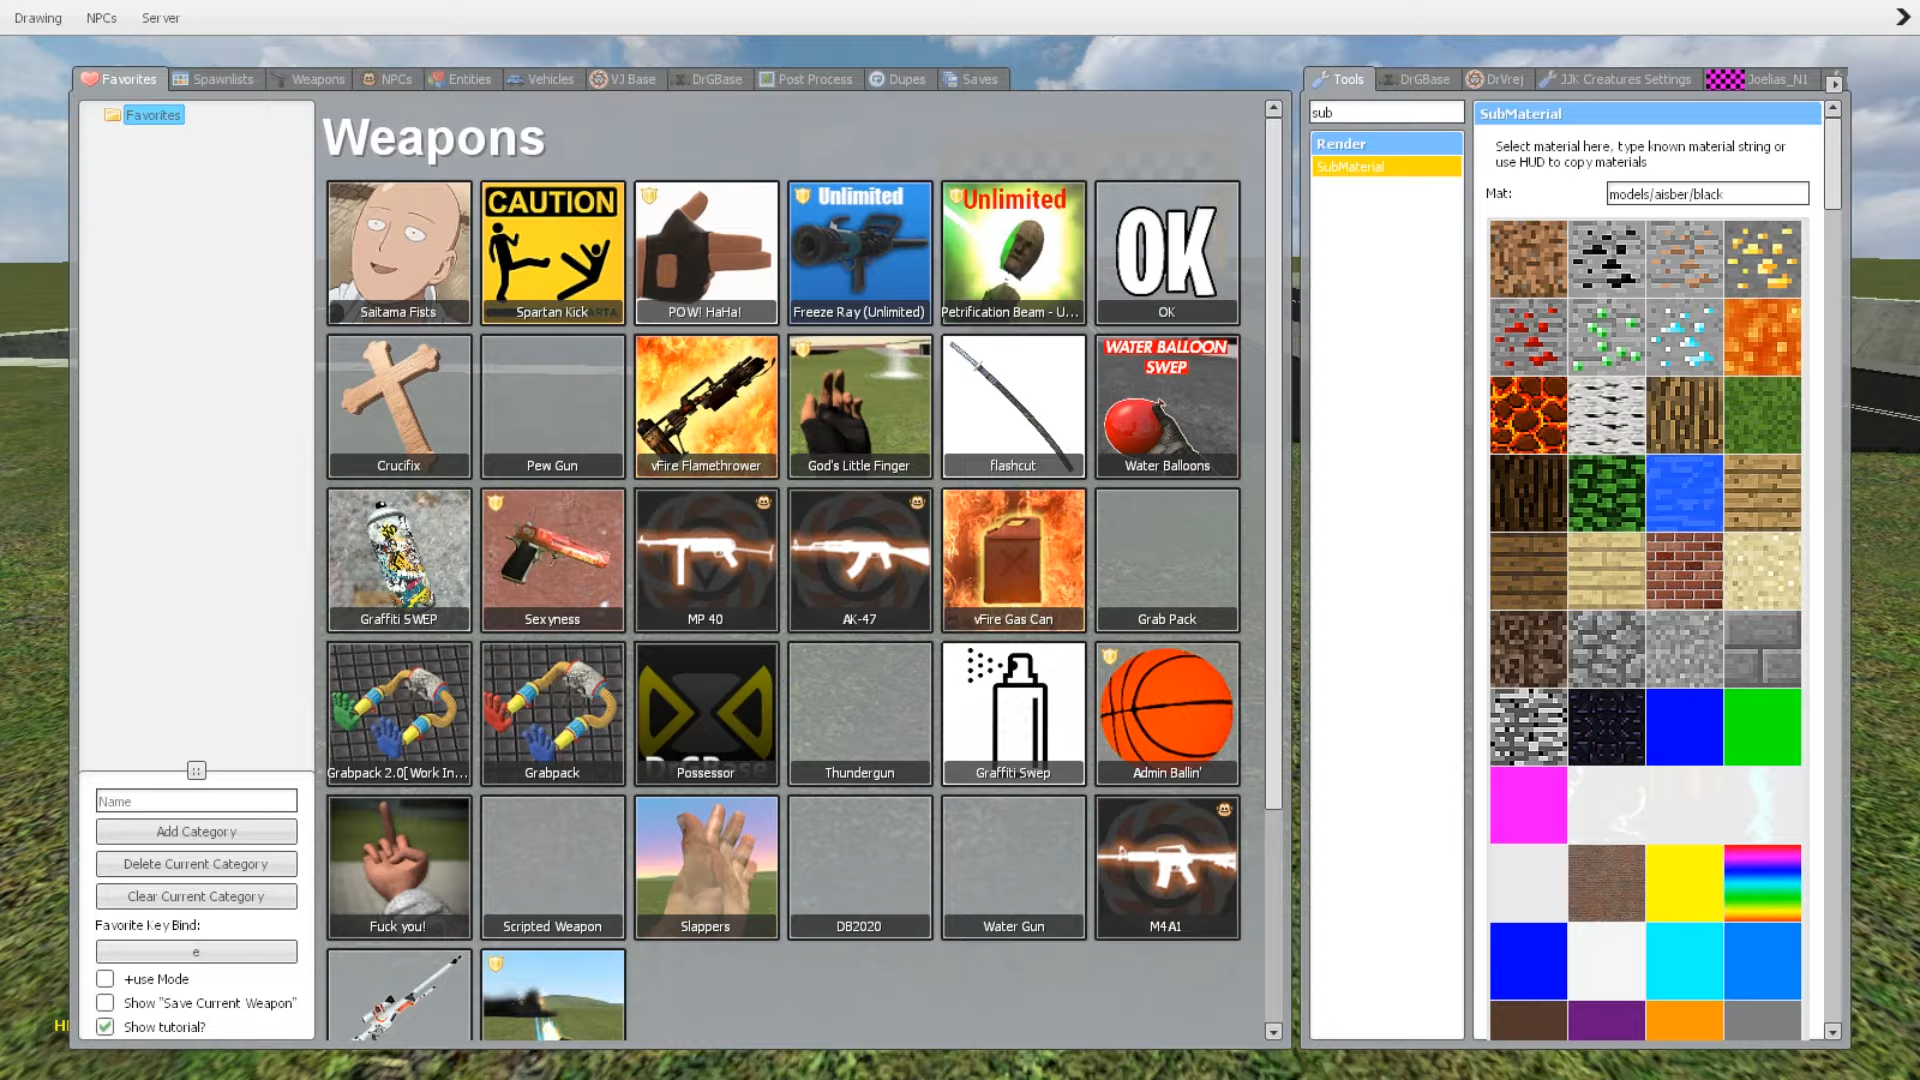 Drawing NPCs Server
Favorites Spawnlists Weapons NPCs Entities Vehicles VJ Base DrGBase Post Process Dupes Saves
Tools DrGBase DrVrej JJK Creatures Settings Joelias_N1
Favorites
Weapons
CAUTION
Unlimited
Unlimited
OK
Saitama Fists
Spartan Kick
POW! HaHa!
Freeze Ray (Unlimited)
Petrification Beam - U...
OK
WATER BALLOON
SWEP
Crucifix
Pew Gun
vFire Flamethrower
God's Little Finger
flashcut
Water Balloons
Graffiti SWEP
Sexyness
MP 40
AK-47
vFire Gas Can
Grab Pack
Grabpack 2.0[Work In...
Grabpack
Possessor
Thundergun
Graffiti Swep
Admin Ballin'
Fuck you!
Scripted Weapon
Slappers
DB2020
Water Gun
M4A1
Name
Add Category
Delete Current Category
Clear Current Category
Favorite Key Bind:
e
+use Mode
Show "Save Current Weapon"
Show tutorial?
sub
Render
SubMaterial
SubMaterial
Select material here, type known material string or
use HUD to copy materials
Mat: models/aisber/black